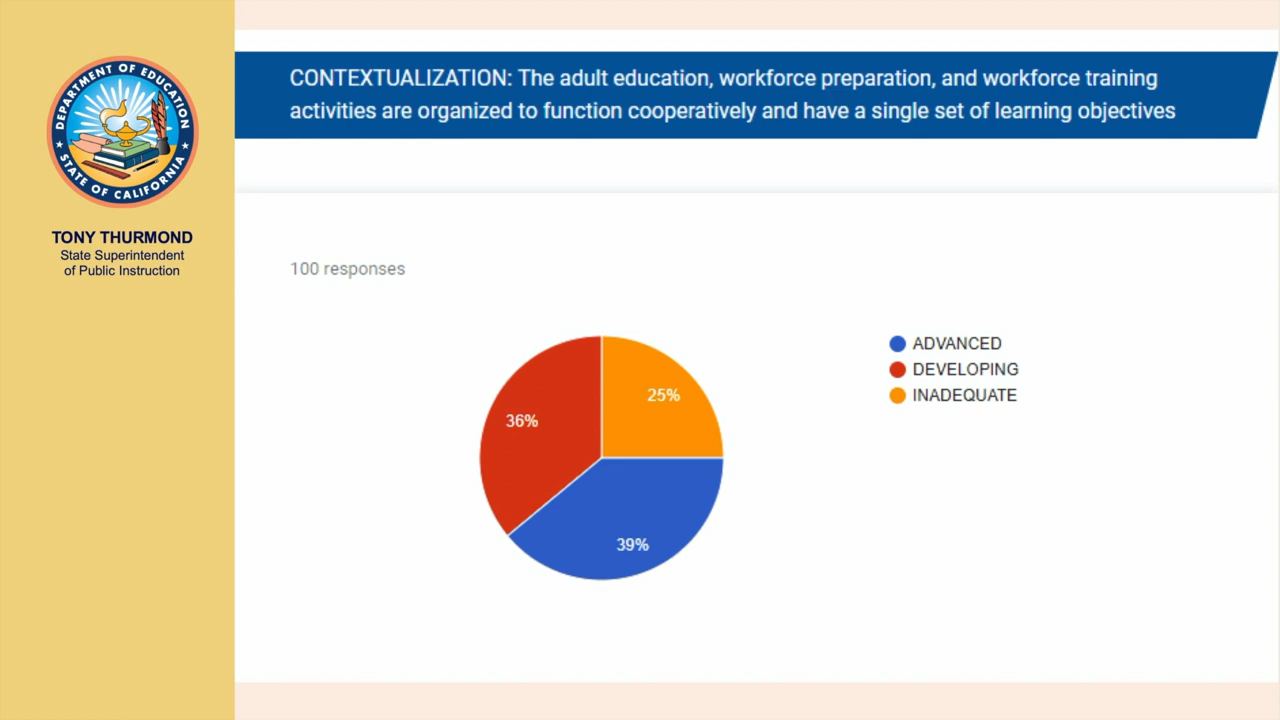 DEPARTMENT OF EDUCATION
STATE OF CALIFORNIA
TONY THURMOND
State Superintendent
of Public Instruction
CONTEXTUALIZATION: The adult education, workforce preparation, and workforce training
activities are organized to function cooperatively and have a single set of learning objectives
100 responses
ADVANCED
DEVELOPING
INADEQUATE
25%
36%
39%